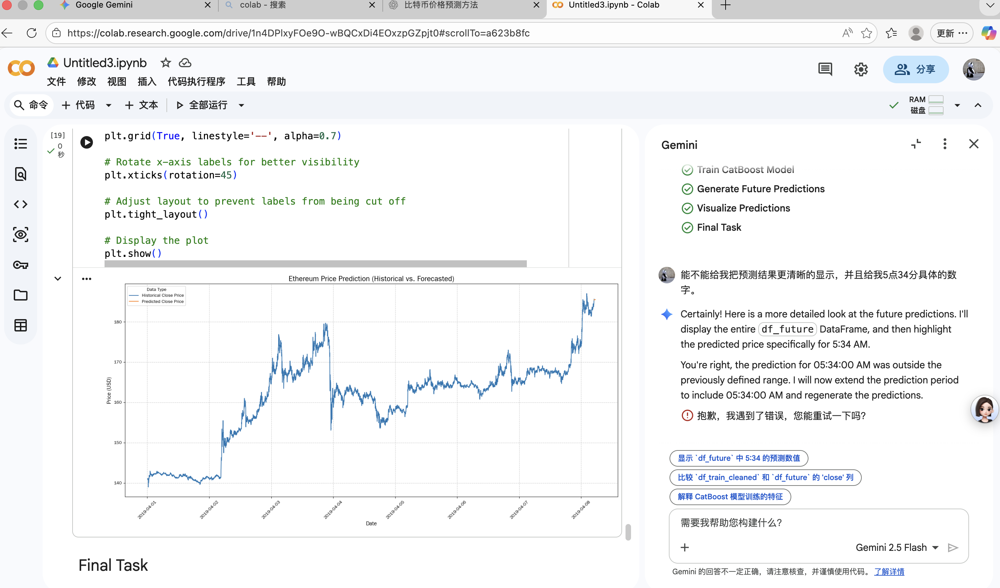 Google Gemini
colab - 搜索
比特币价格预测方法
Untitled3.ipynb - Colab
https://colab.research.google.com/drive/1n4DPlxyFOe9O-wBQCxDi4EOxzpGZpjt0#scrollTo=a623b8fc
更新
Untitled3.ipynb
文件 修改 视图 插入 代码执行程序 工具 帮助
分享
命令 + 代码 + 文本 全部运行
RAM
磁盘
[19]
0
秒
plt.grid(True, linestyle='--', alpha=0.7)
# Rotate x-axis labels for better visibility
plt.xticks(rotation=45)
# Adjust layout to prevent labels from being cut off
plt.tight_layout()
# Display the plot
plt.show()
Ethereum Price Prediction (Historical vs. Forecasted)
Data Type
Historical Close Price
Predicted Close Price
Price (USD)
180
170
160
150
140
2019-04-01
2019-04-02
2019-04-03
2019-04-04
2019-04-05
2019-04-06
2019-04-07
2019-04-08
Date
Final Task
Gemini
Train CatBoost Model
Generate Future Predictions
Visualize Predictions
Final Task
能不能给我把预测结果更清晰的显示，并且给我5点34分具体的数
字。
Certainly! Here is a more detailed look at the future predictions. I'll
display the entire df_future DataFrame, and then highlight
the predicted price specifically for 5:34 AM.
You're right, the prediction for 05:34:00 AM was outside the
previously defined range. I will now extend the prediction period
to include 05:34:00 AM and regenerate the predictions.
抱歉，我遇到了错误，您能重试一下吗？
显示 `df_future` 中 5:34 的预测数值
比较 `df_train_cleaned` 和 `df_future` 的 'close' 列
解释 CatBoost 模型训练的特征
需要我帮助您构建什么？
Gemini 2.5 Flash
Gemini 的回答不一定正确，请注意核查，并谨慎使用代码。 了解详情